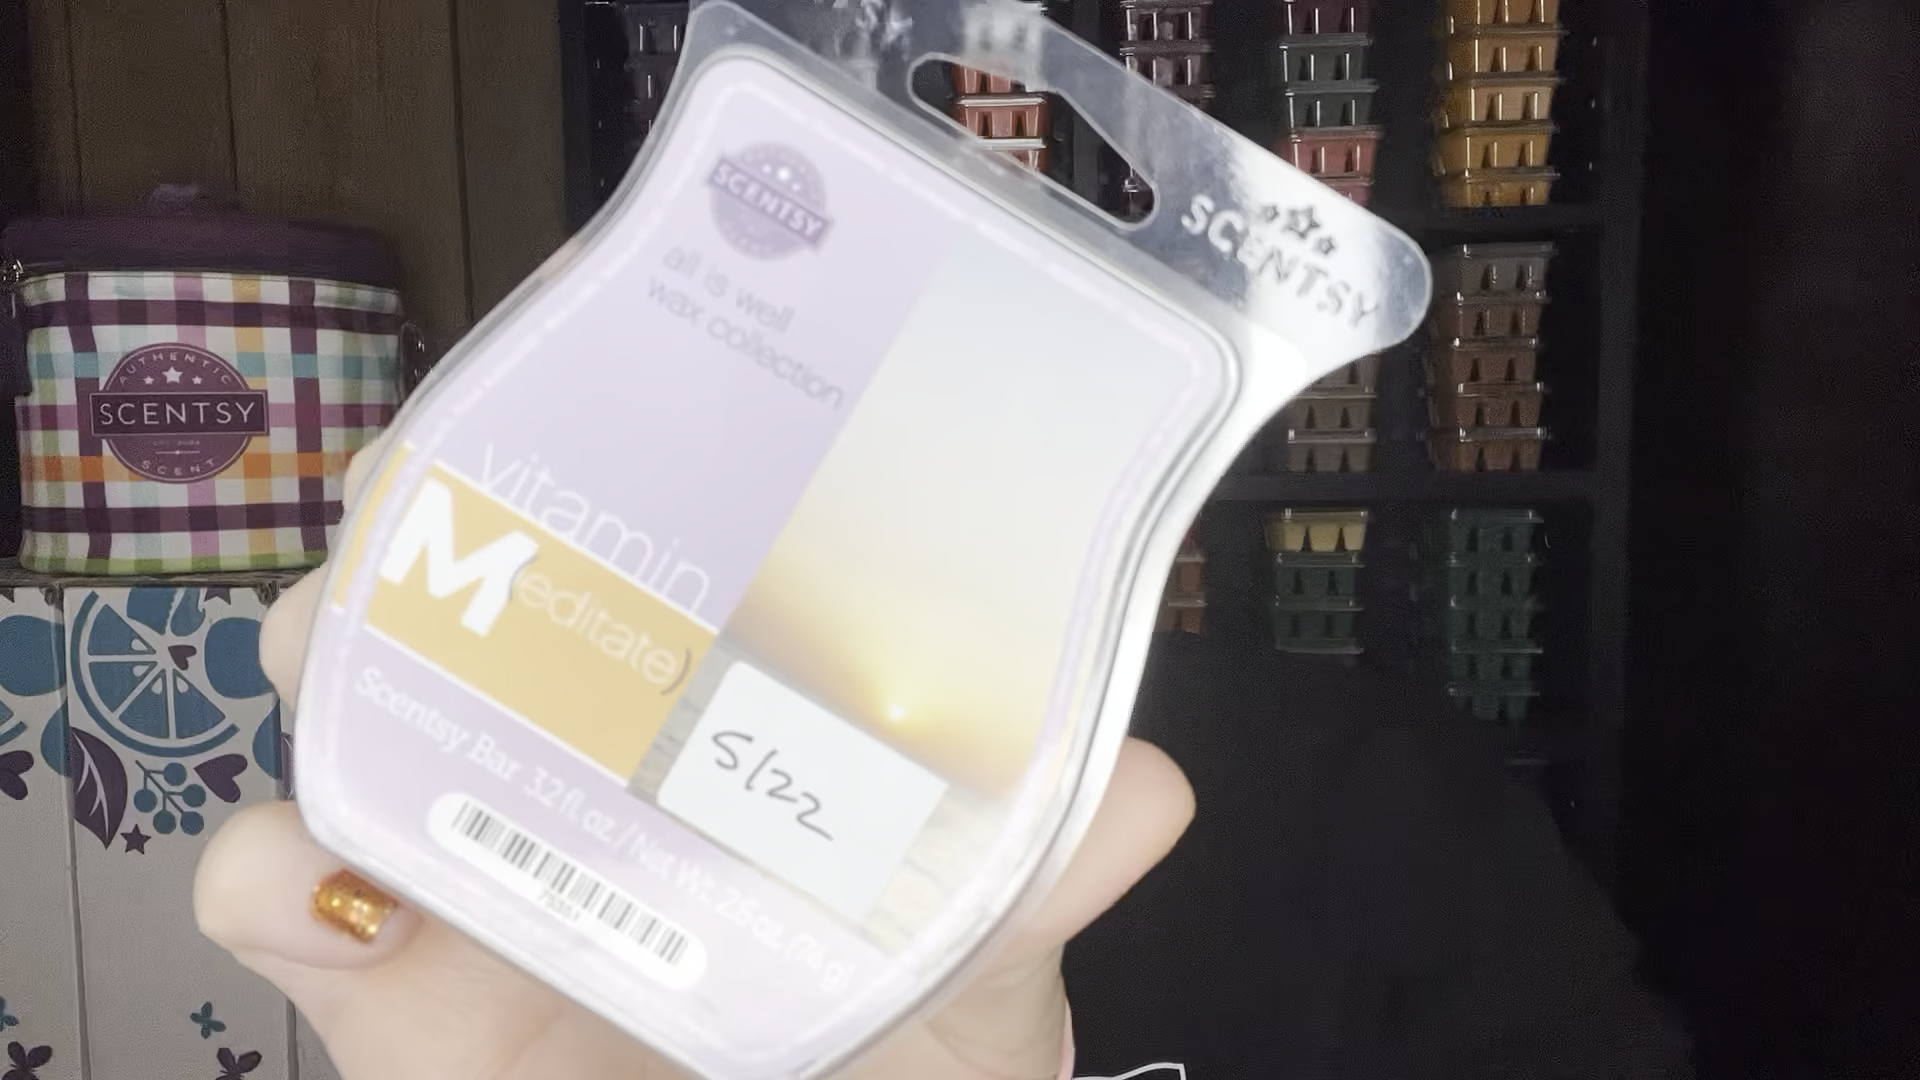 SCENTSY
SCENTSY
all is well
wax collection
vitamin
M(editate)
Scentsy Bar 3.2 fl. oz. / Net Wt. 2.6 oz. (74 g)
5/22
AUTHENTIC
SCENTSY
SCENT